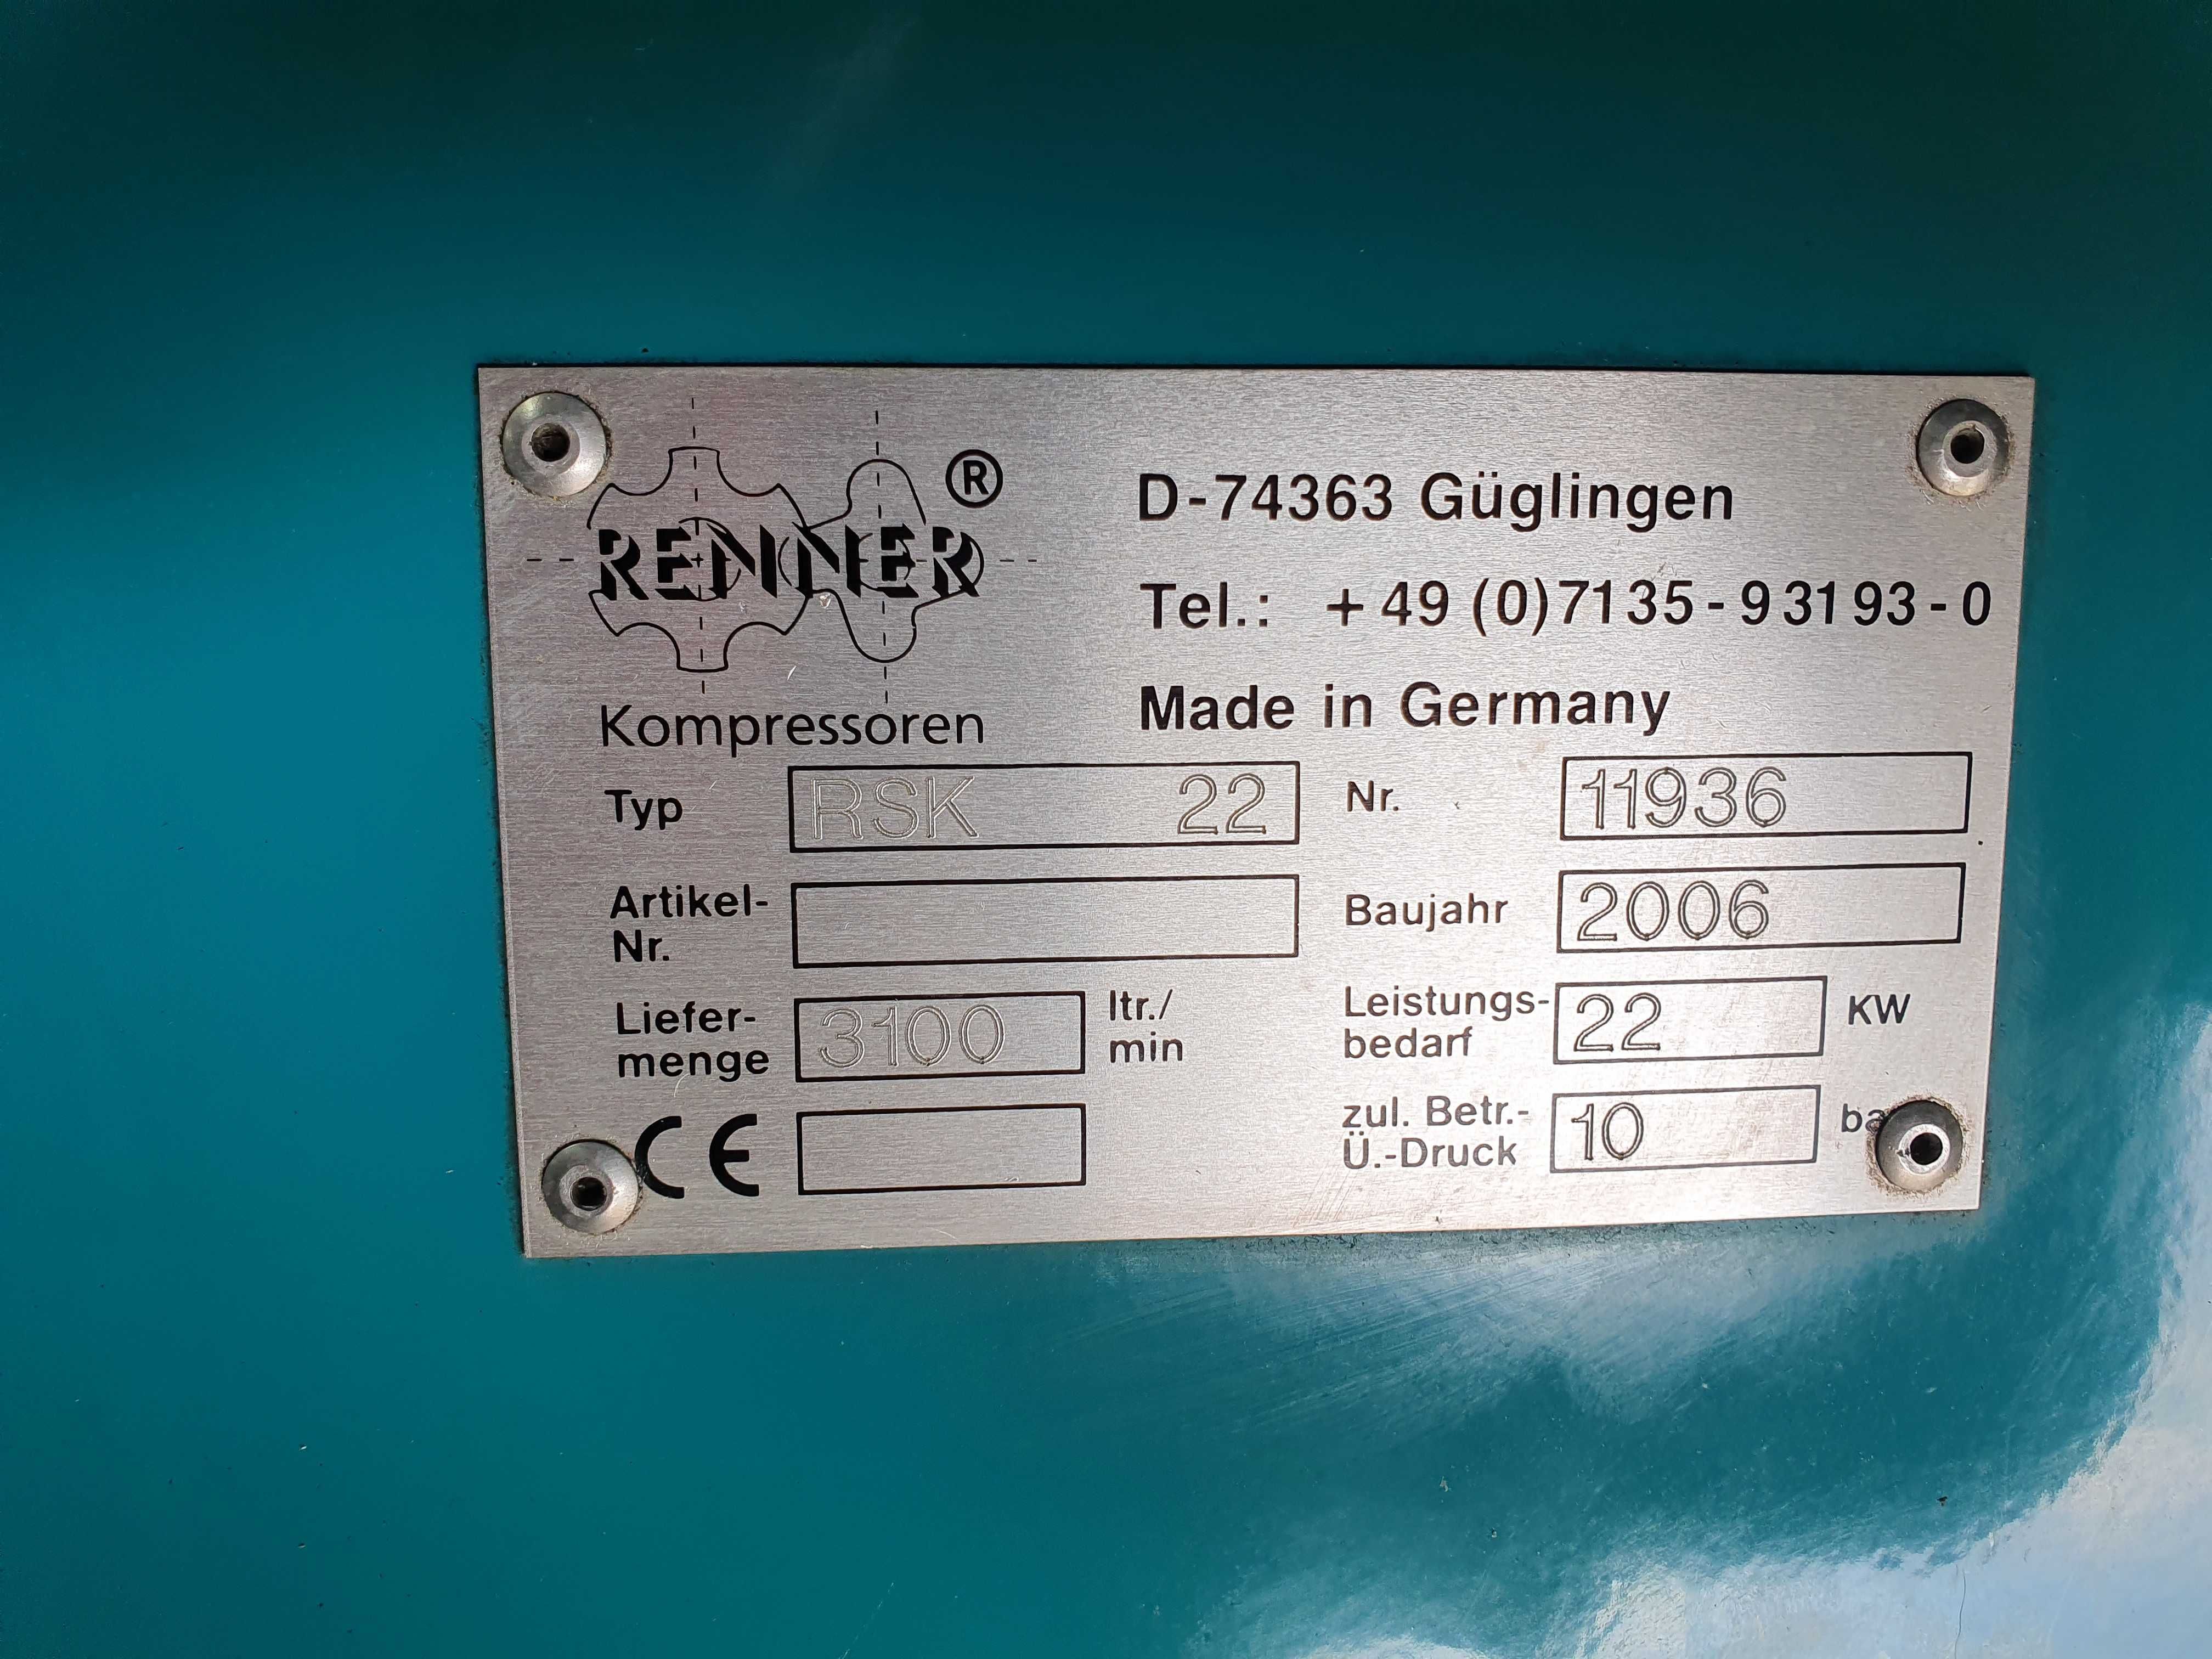 RENNER ®
Kompressoren
D-74363 Güglingen
Tel.: +49 (0)7135-93193-0
Made in Germany
Typ RSK 22 Nr. 11936
Artikel-
Nr.
Baujahr 2006
Liefer-
menge 3100 ltr./
min
Leistungs-
bedarf 22 KW
CE
zul. Betr.-
Ü.-Druck 10